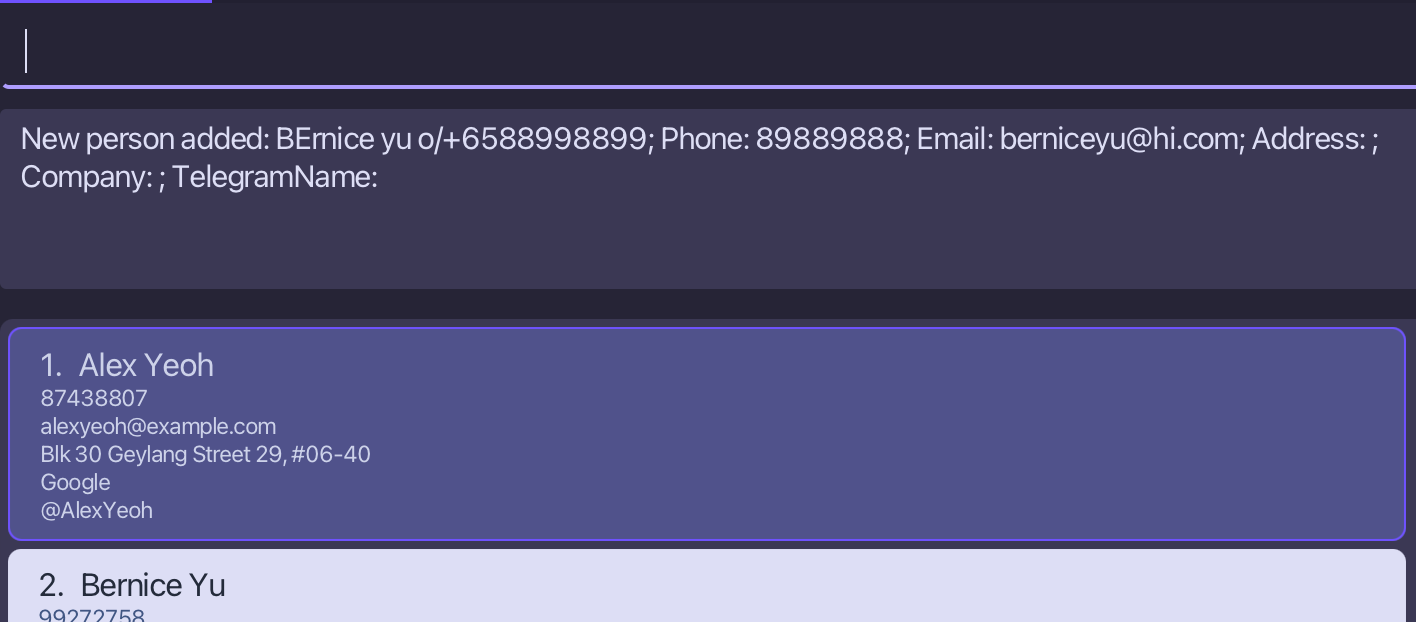 New person added: BErnice yu o/+6588998899; Phone: 89889888; Email: berniceyu@hi.com; Address: ;
Company: ; TelegramName:
1. Alex Yeoh
87438807
alexyeoh@example.com
Blk 30 Geylang Street 29, #06-40
Google
@AlexYeoh
2. Bernice Yu
99272758